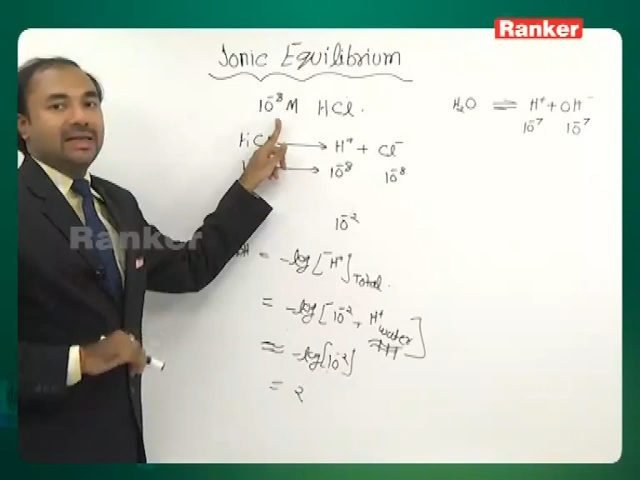 Ranker
Ionic Equilibrium
10⁻⁸ M HCl.
H₂O ⇌ H⁺ + OH⁻
10⁻⁷ 10⁻⁷
HCl → H⁺ + Cl⁻
→ 10⁻⁸ 10⁻⁸
10⁻²
Ranker
= -log [H⁺]Total.
= -log [10⁻² + H⁺ water]
≈ -log [10⁻²]
= 2